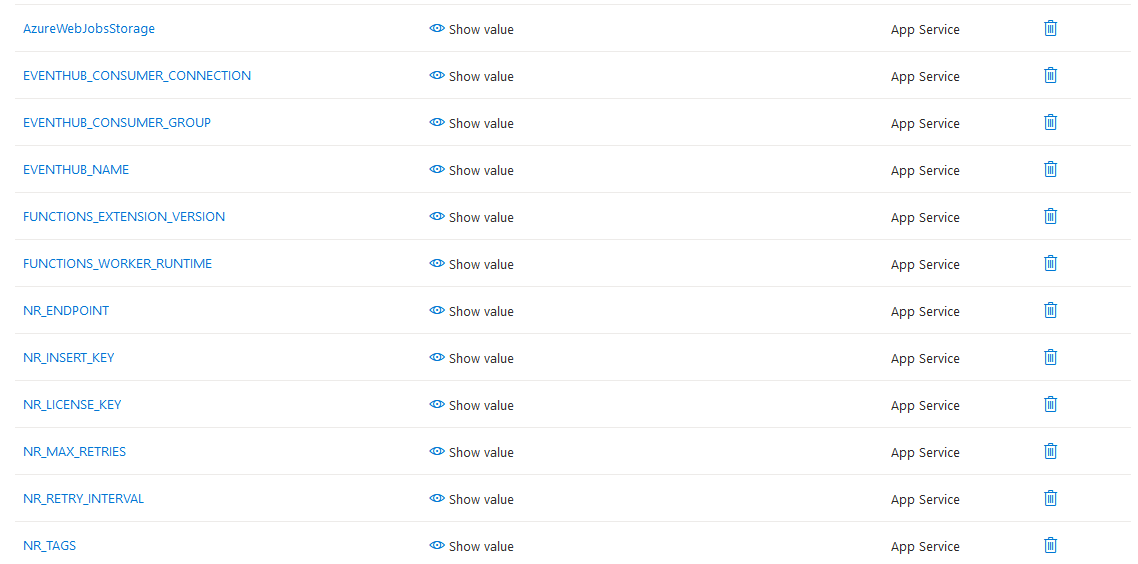 AzureWebJobsStorage Show value App Service
EVENTHUB_CONSUMER_CONNECTION Show value App Service
EVENTHUB_CONSUMER_GROUP Show value App Service
EVENTHUB_NAME Show value App Service
FUNCTIONS_EXTENSION_VERSION Show value App Service
FUNCTIONS_WORKER_RUNTIME Show value App Service
NR_ENDPOINT Show value App Service
NR_INSERT_KEY Show value App Service
NR_LICENSE_KEY Show value App Service
NR_MAX_RETRIES Show value App Service
NR_RETRY_INTERVAL Show value App Service
NR_TAGS Show value App Service